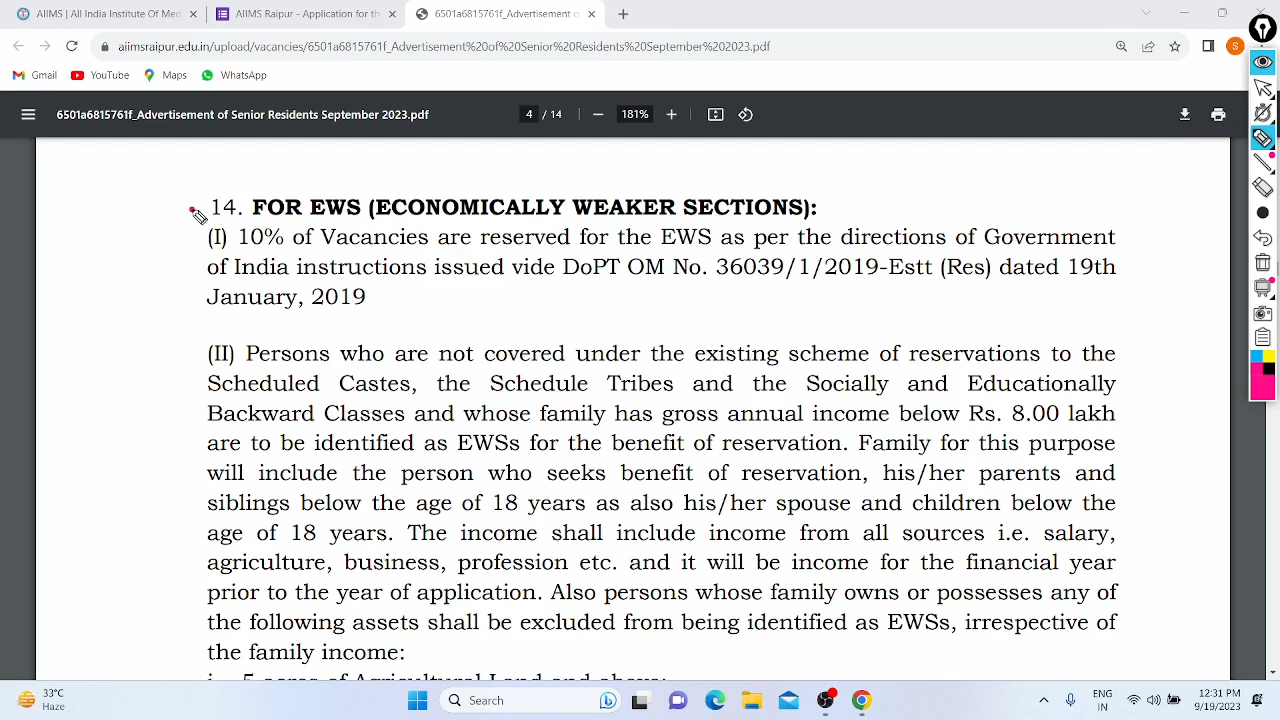 AIIMS | All India Institute Of Med
AIIMS Raipur - Application for the
6501a6815761f_Advertisement o
aiimsraipur.edu.in/upload/vacancies/6501a6815761f_Advertisement%20of%20Senior%20Residents%20September%202023.pdf
S
Gmail
YouTube
Maps
WhatsApp
6501a6815761f_Advertisement of Senior Residents September 2023.pdf
4 / 14
181%
14. FOR EWS (ECONOMICALLY WEAKER SECTIONS):
(I) 10% of Vacancies are reserved for the EWS as per the directions of Government
of India instructions issued vide DoPT OM No. 36039/1/2019-Estt (Res) dated 19th
January, 2019
(II) Persons who are not covered under the existing scheme of reservations to the
Scheduled Castes, the Schedule Tribes and the Socially and Educationally
Backward Classes and whose family has gross annual income below Rs. 8.00 lakh
are to be identified as EWSs for the benefit of reservation. Family for this purpose
will include the person who seeks benefit of reservation, his/her parents and
siblings below the age of 18 years as also his/her spouse and children below the
age of 18 years. The income shall include income from all sources i.e. salary,
agriculture, business, profession etc. and it will be income for the financial year
prior to the year of application. Also persons whose family owns or possesses any of
the following assets shall be excluded from being identified as EWSs, irrespective of
the family income:
i. 5 acres of Agricultural Land and above;
33°C
Haze
Search
ENG
IN
12:31 PM
9/19/2023